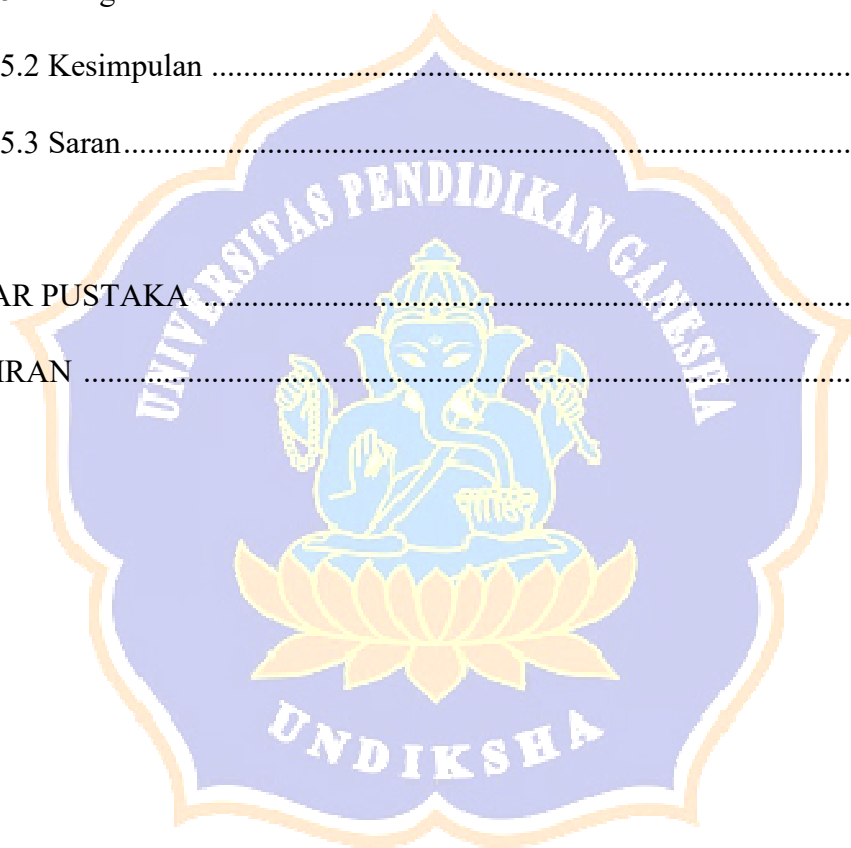 5.2 Kesimpulan ................................................................................
5.3 Saran...........................................................................................
AR PUSTAKA .................................................................................
IRAN ................................................................................................
UNIVERSITAS PENDIDIKAN GANESHA
UNDIKSHA